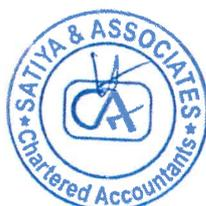 ★ SATIYA & ASSOCIATES ★
Chartered Accountants
CA